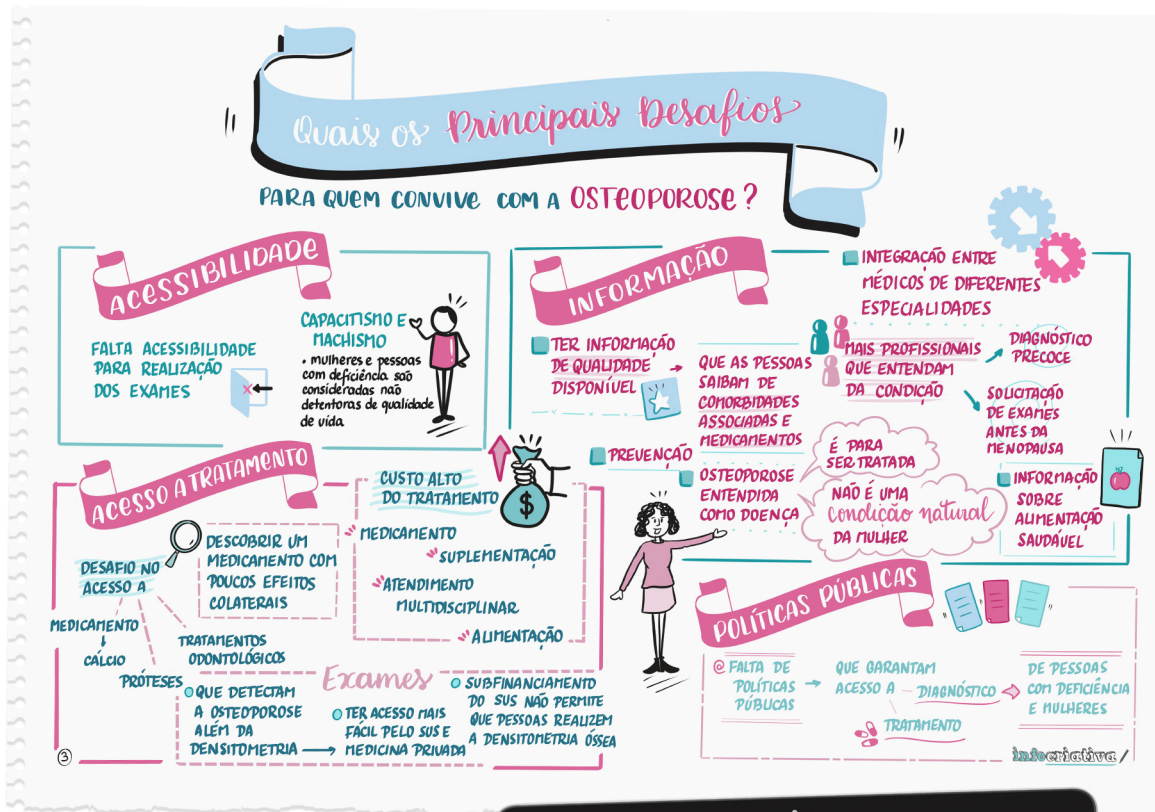 Quais os Principais Desafios
PARA QUEM CONVIVE COM A OSTEOPOROSE?
ACESSIBILIDADE
FALTA ACESSIBILIDADE
PARA REALIZAÇÃO
DOS EXAMES
CAPACITISMO E
MACHISMO
• mulheres e pessoas
com deficiência são
consideradas não
detentoras de qualidade
de vida
INFORMAÇÃO
TER INFORMAÇÃO
DE QUALIDADE
DISPONÍVEL
QUE AS PESSOAS
SAIBAM DE
COMORBIDADES
ASSOCIADAS E
MEDICAMENTOS
PREVENÇÃO
OSTEOPOROSE
ENTENDIDA
COMO DOENÇA
É PARA
SER TRATADA
NÃO É UMA
condição natural
DA MULHER
INTEGRAÇÃO ENTRE
MÉDICOS DE DIFERENTES
ESPECIALIDADES
MAIS PROFISSIONAIS
QUE ENTENDAM
DA CONDIÇÃO
DIAGNÓSTICO
PRECOCE
SOLICITAÇÃO
DE EXAMES
ANTES DA
MENOPAUSA
INFORMAÇÃO
SOBRE
ALIMENTAÇÃO
SAUDÁVEL
ACESSO A TRATAMENTO
DESAFIO NO
ACESSO A
MEDICAMENTO
CÁLCIO
PRÓTESES
TRATAMENTOS
ODONTOLÓGICOS
DESCOBRIR UM
MEDICAMENTO COM
POUCOS EFEITOS
COLATERAIS
CUSTO ALTO
DO TRATAMENTO
$
MEDICAMENTO
SUPLEMENTAÇÃO
ATENDIMENTO
MULTIDISCIPLINAR
ALIMENTAÇÃO
Exames
QUE DETECTAM
A OSTEOPOROSE
ALÉM DA
DENSITOMETRIA
TER ACESSO MAIS
FÁCIL PELO SUS E
MEDICINA PRIVADA
SUBFINANCIAMENTO
DO SUS NÃO PERMITE
QUE PESSOAS REALIZEM
A DENSITOMETRIA ÓSSEA
POLÍTICAS PÚBLICAS
FALTA DE
POLÍTICAS
PÚBLICAS
QUE GARANTAM
ACESSO A
DIAGNÓSTICO
TRATAMENTO
DE PESSOAS
COM DEFICIÊNCIA
E MULHERES
3
infocriativa